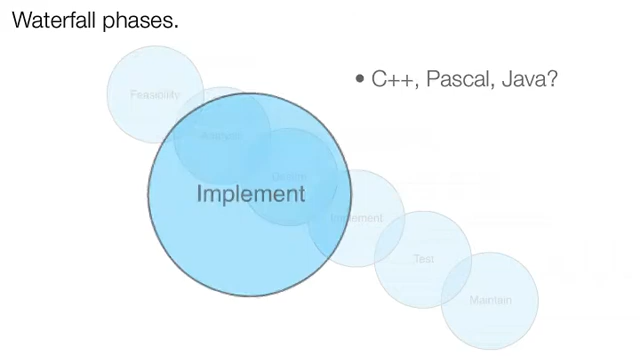 Waterfall phases.
• C++, Pascal, Java?
Feasibility
Analysis
Design
Implement
Implement
Test
Maintain